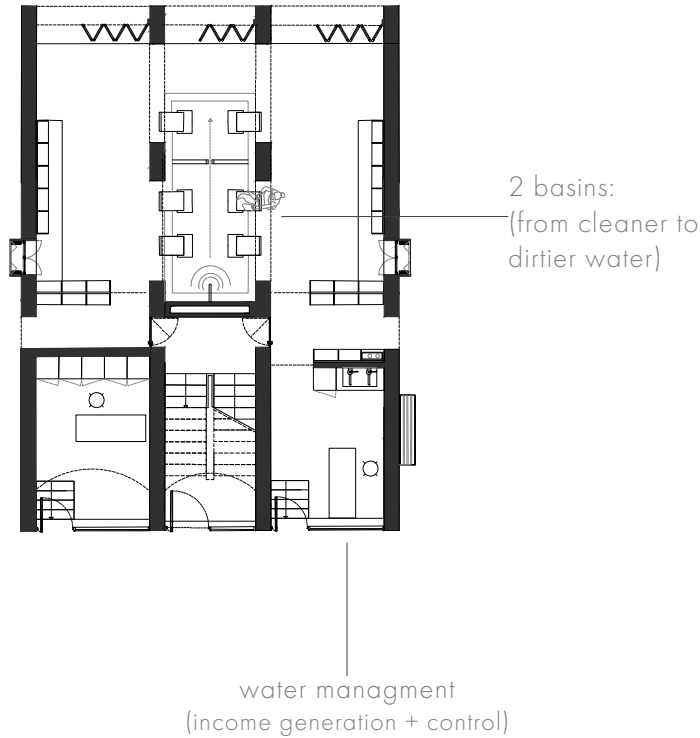 2 basins:
(from cleaner to
dirtier water)
water managment
(income generation + control)